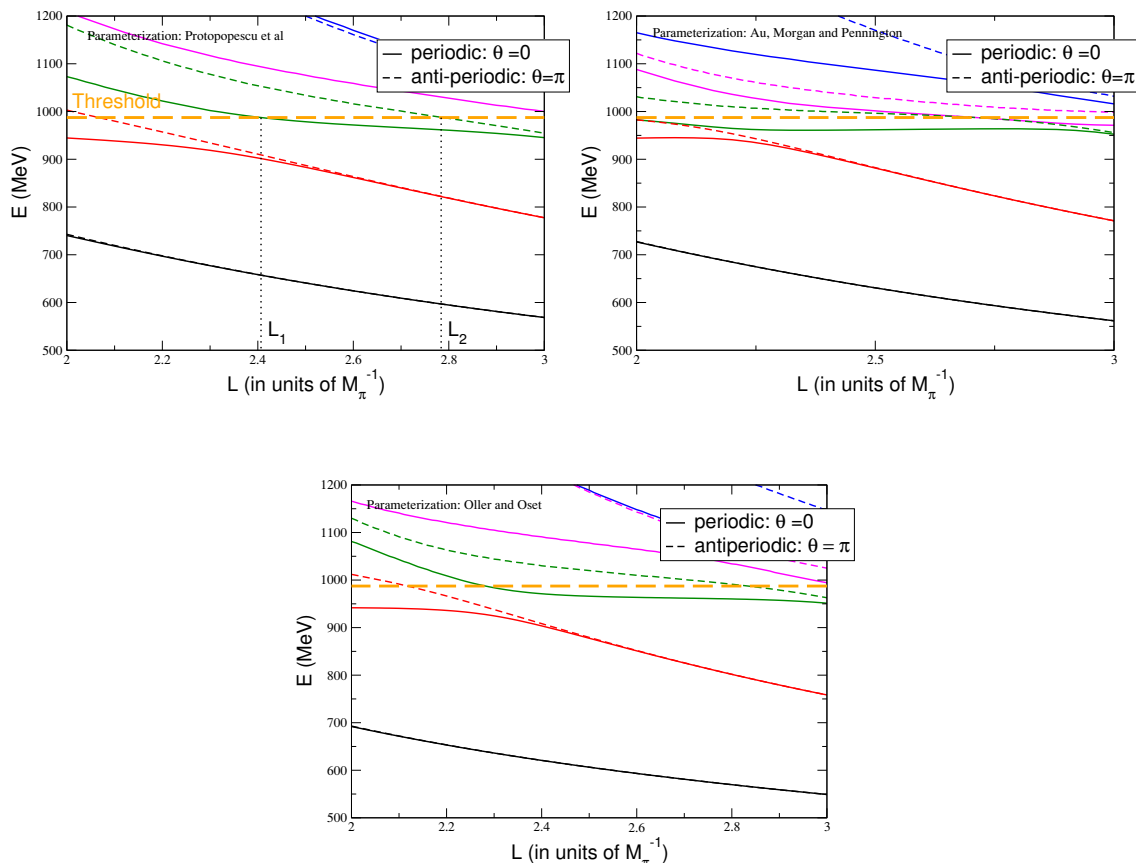 1200
1100
1000
900
800
700
600
500
E (MeV)
Parameterization: Protopopescu et al
periodic: θ =0
anti-periodic: θ=π
Threshold
L1
L2
2
2.2
2.4
2.6
2.8
3
L (in units of Mπ-1)
1200
1100
1000
900
800
700
600
500
E (MeV)
Parameterization: Au, Morgan and Pennington
periodic: θ =0
anti-periodic: θ=π
2
2.5
3
L (in units of Mπ-1)
1200
1100
1000
900
800
700
600
500
E (MeV)
Parameterization: Oller and Oset
periodic: θ =0
antiperiodic: θ = π
2
2.2
2.4
2.6
2.8
3
L (in units of Mπ-1)